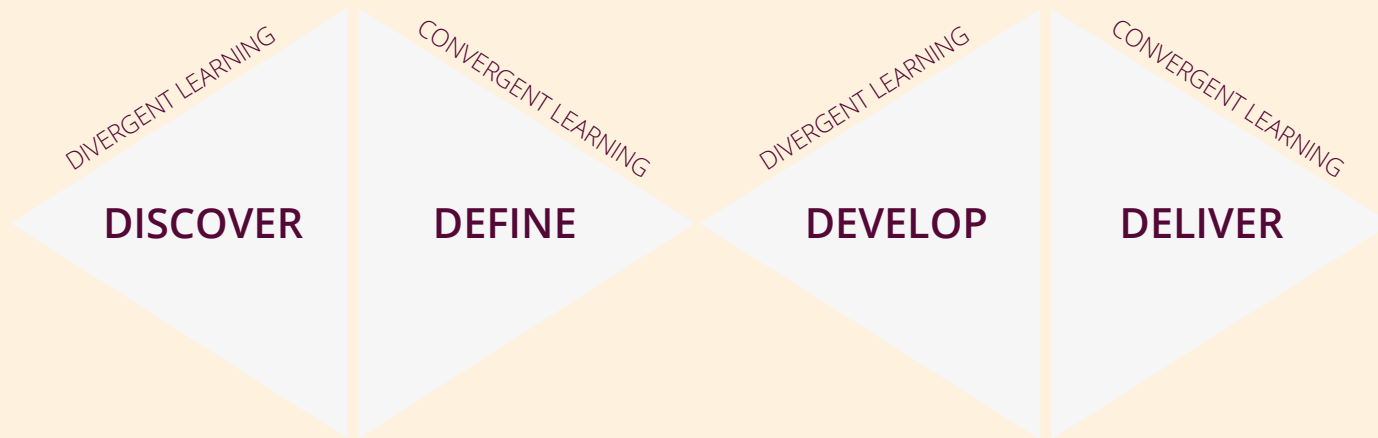 DIVERGENT LEARNING
CONVERGENT LEARNING
DIVERGENT LEARNING
CONVERGENT LEARNING
DISCOVER
DEFINE
DEVELOP
DELIVER